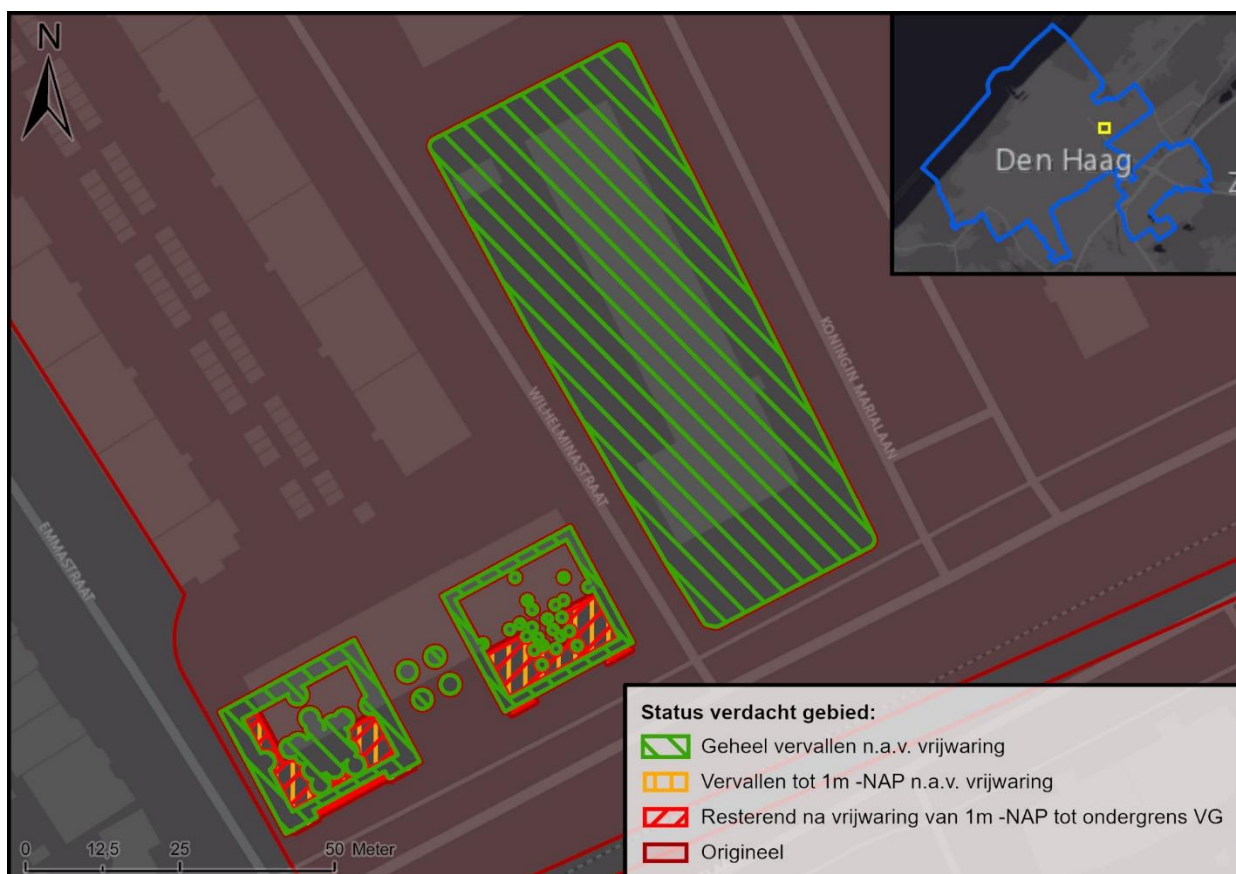 N
Den Haag
Z
WILHELMINASTRAAT
KONINGIN MARIALAAN
EMMASTRAAT
Status verdacht gebied:
Geheel vervallen n.a.v. vrijwaring
Vervallen tot 1m -NAP n.a.v. vrijwaring
Resterend na vrijwaring van 1m -NAP tot ondergrens VG
Origineel
0 12,5 25 50 Meter